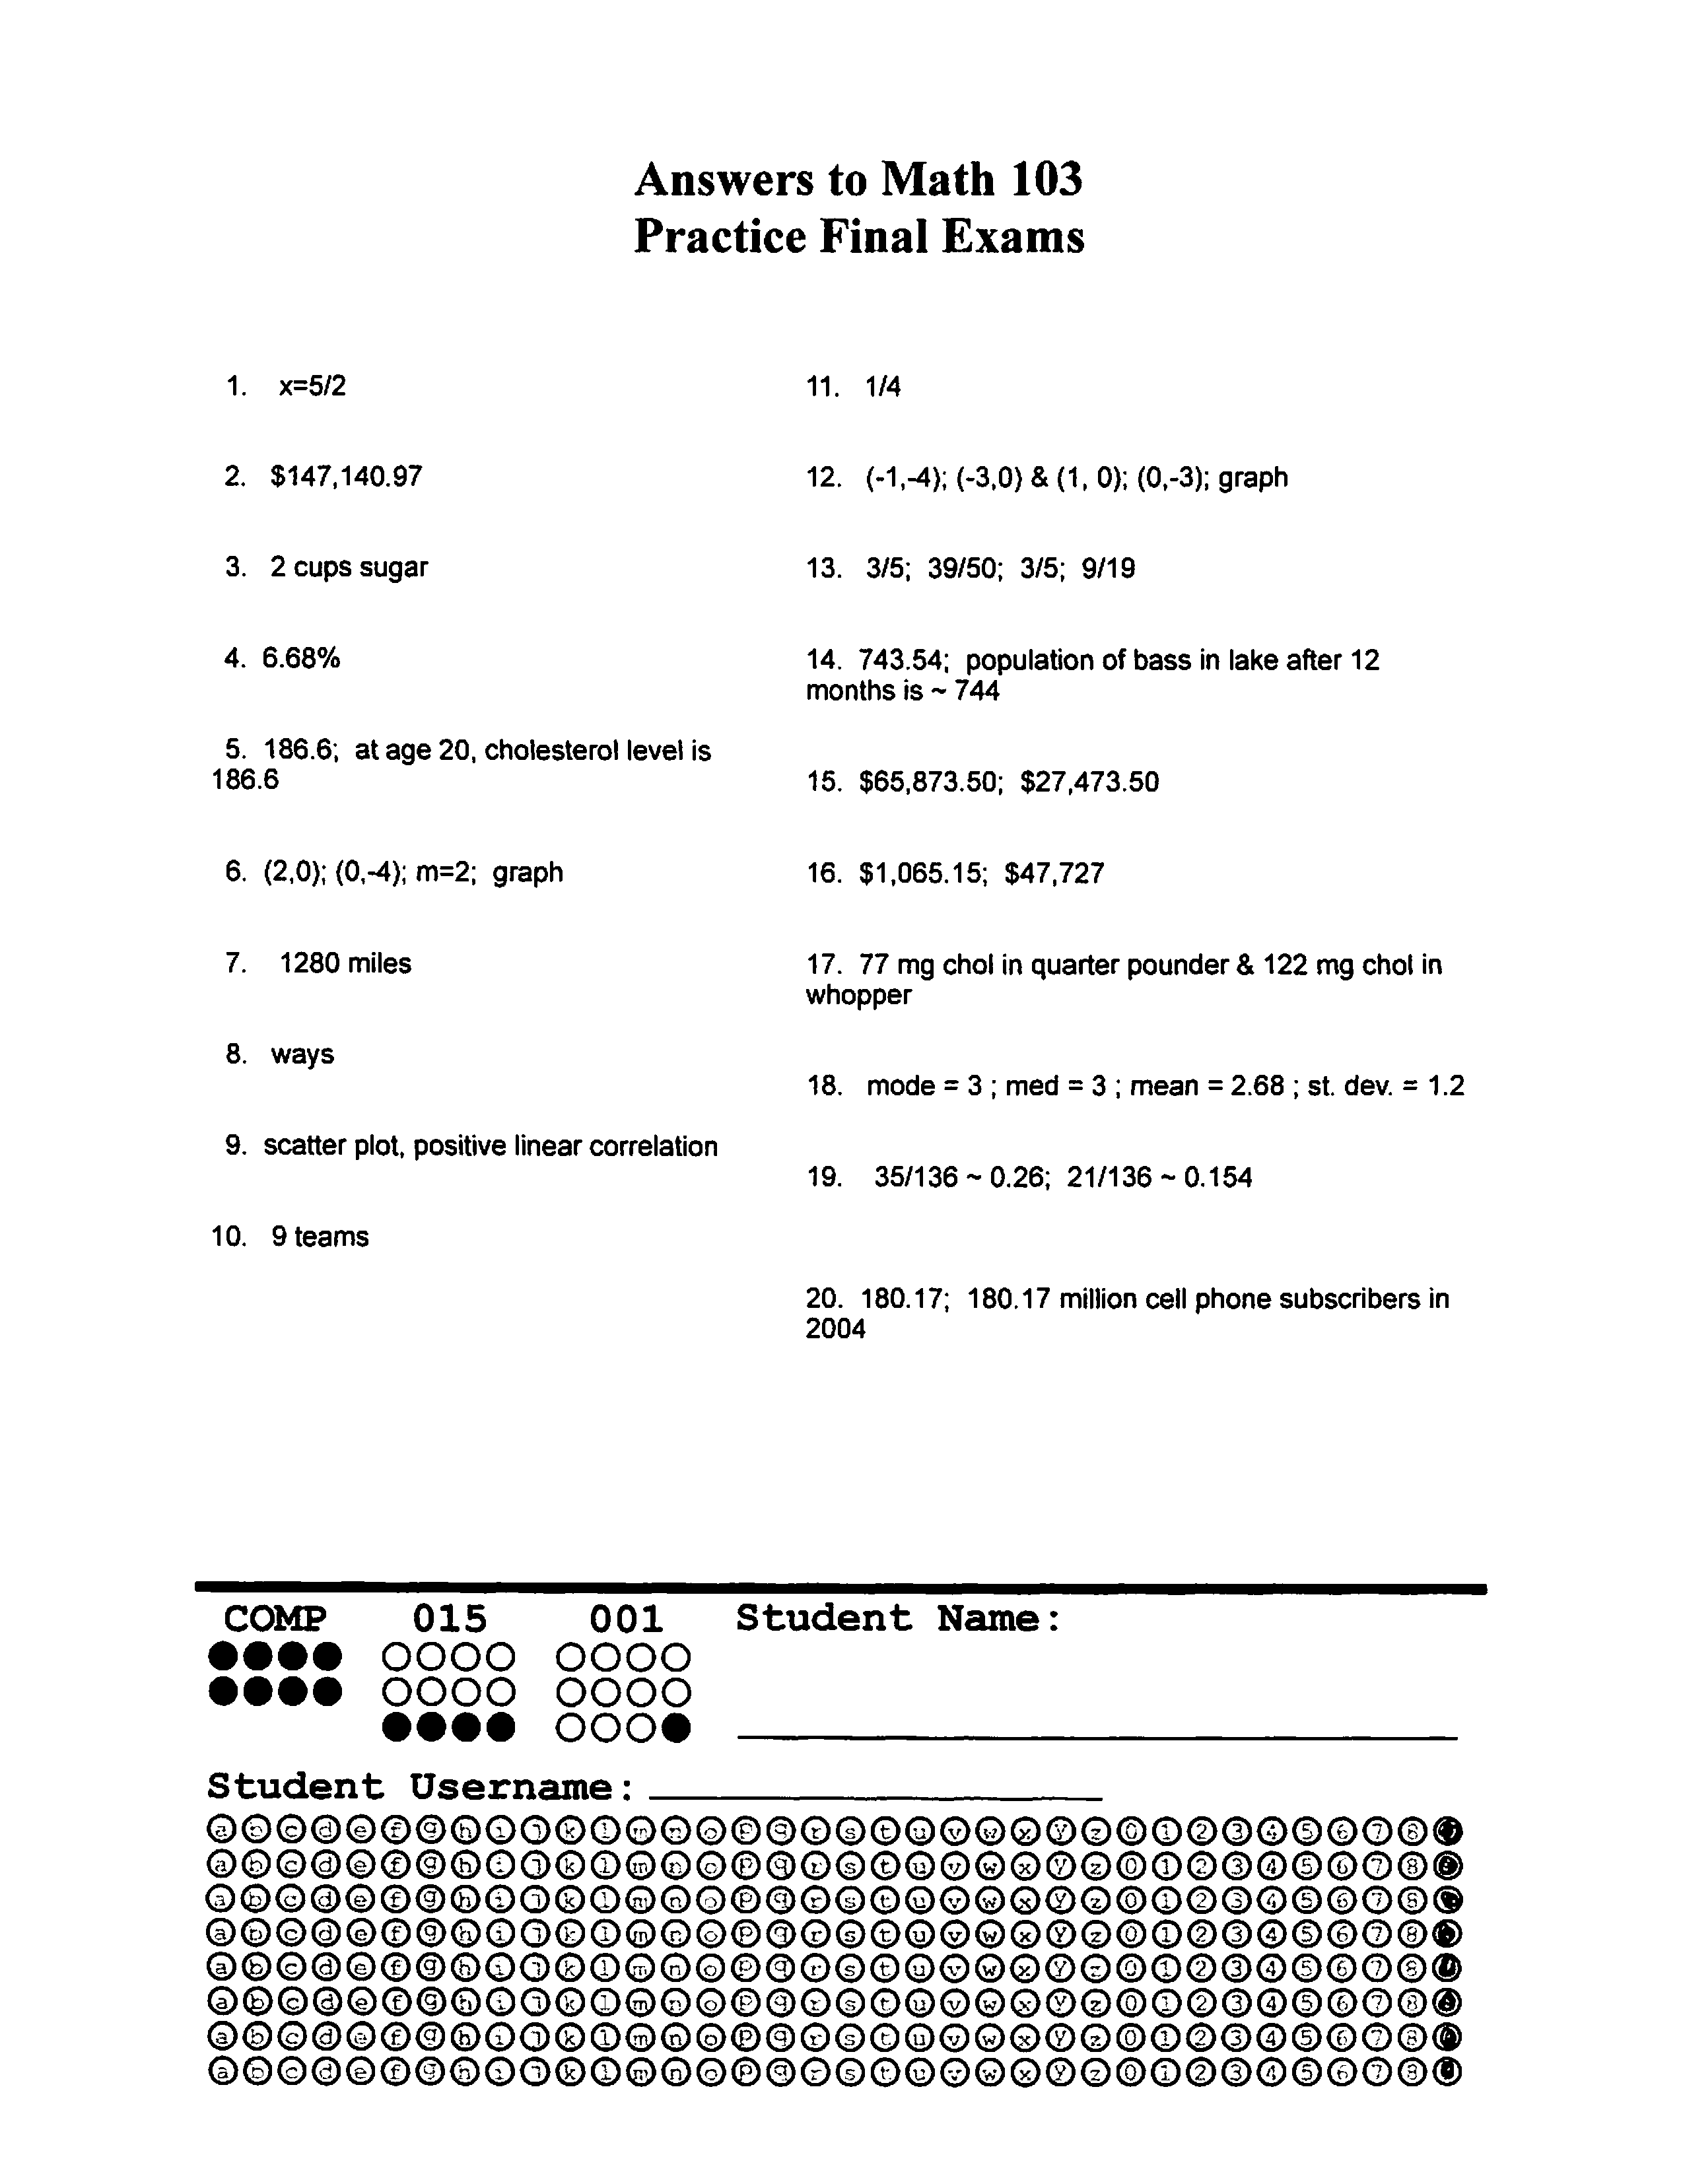 Answers to Math 103
Practice Final Exams
1. x=5/2
2. $147,140.97
3. 2 cups sugar
4. 6.68%
5. 186.6; at age 20, cholesterol level is
186.6
6. (2,0); (0,-4); m=2; graph
7. 1280 miles
8. ways
9. scatter plot, positive linear correlation
10. 9 teams
11. 1/4
12. (-1,-4); (-3,0) & (1, 0); (0,-3); graph
13. 3/5; 39/50; 3/5; 9/19
14. 743.54; population of bass in lake after 12
months is ~ 744
15. $65,873.50; $27,473.50
16. $1,065.15; $47,727
17. 77 mg chol in quarter pounder & 122 mg chol in
whopper
18. mode = 3 ; med = 3 ; mean = 2.68 ; st. dev. = 1.2
19. 35/136 ~ 0.26; 21/136 ~ 0.154
20. 180.17; 180.17 million cell phone subscribers in
2004
COMP 015 001 Student Name:
Student Username:
a b c d e f g h i j k l m n o p q r s t u v w x y z 0 1 2 3 4 5 6 7 8
a b c d e f g h i j k l m n o p q r s t u v w x y z 0 1 2 3 4 5 6 7 8
a b c d e f g h i j k l m n o p q r s t u v w x y z 0 1 2 3 4 5 6 7 8
a b c d e f g h i j k l m n o p q r s t u v w x y z 0 1 2 3 4 5 6 7 8
a b c d e f g h i j k l m n o p q r s t u v w x y z 0 1 2 3 4 5 6 7 8
a b c d e f g h i j k l m n o p q r s t u v w x y z 0 1 2 3 4 5 6 7 8
a b c d e f g h i j k l m n o p q r s t u v w x y z 0 1 2 3 4 5 6 7 8
a b c d e f g h i j k l m n o p q r s t u v w x y z 0 1 2 3 4 5 6 7 8